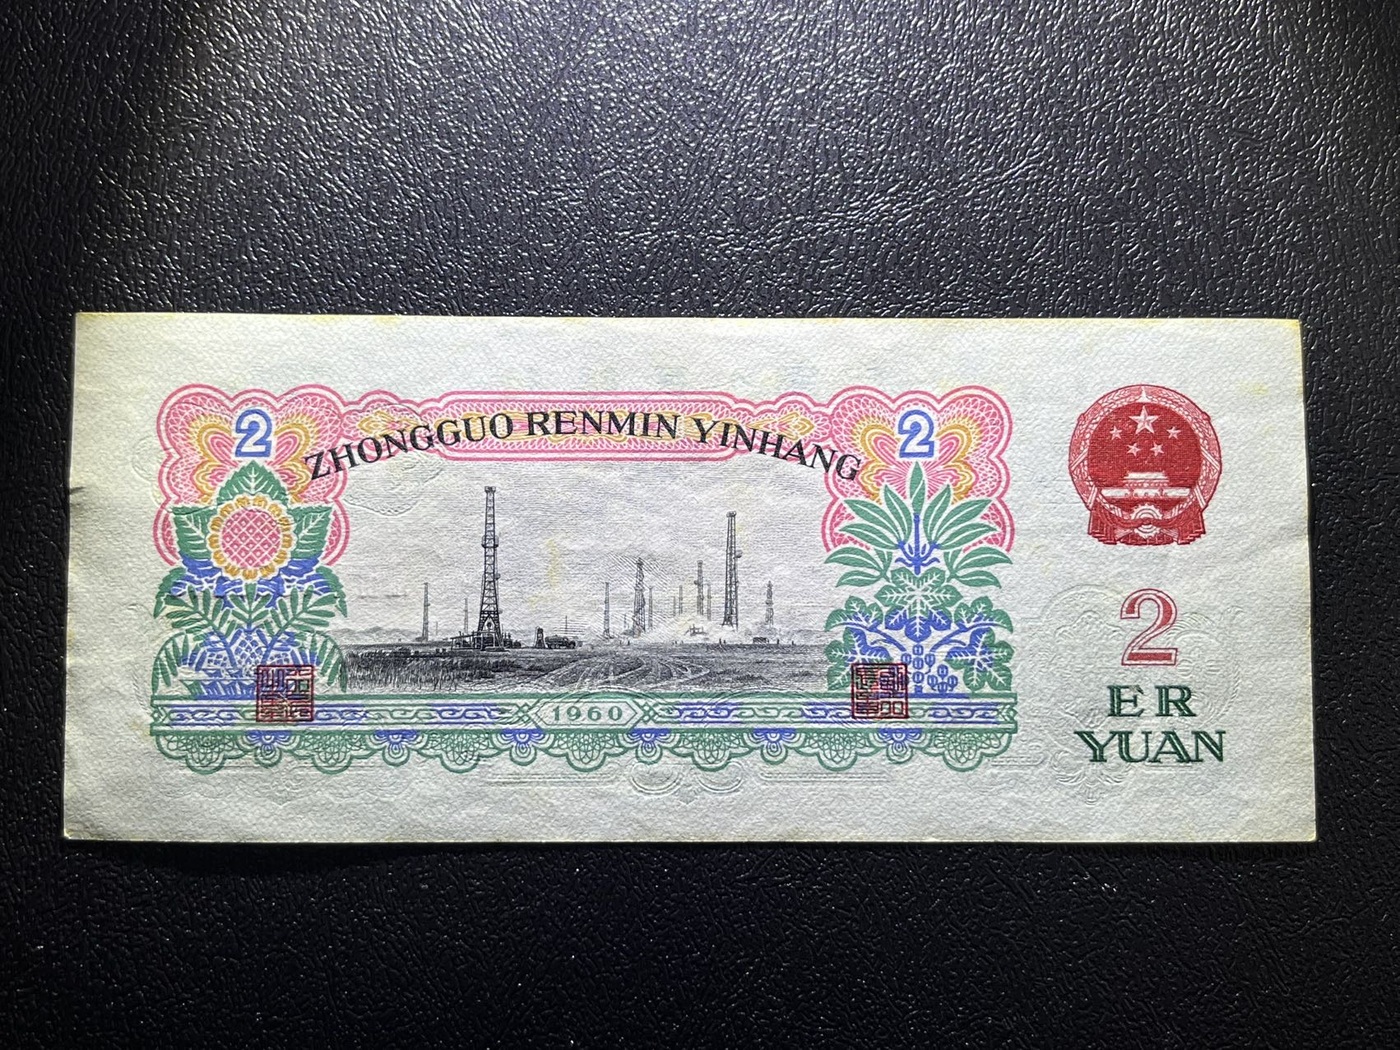 2
ZHONGGUO RENMIN YINHANG
2
1960
2
ER
YUAN